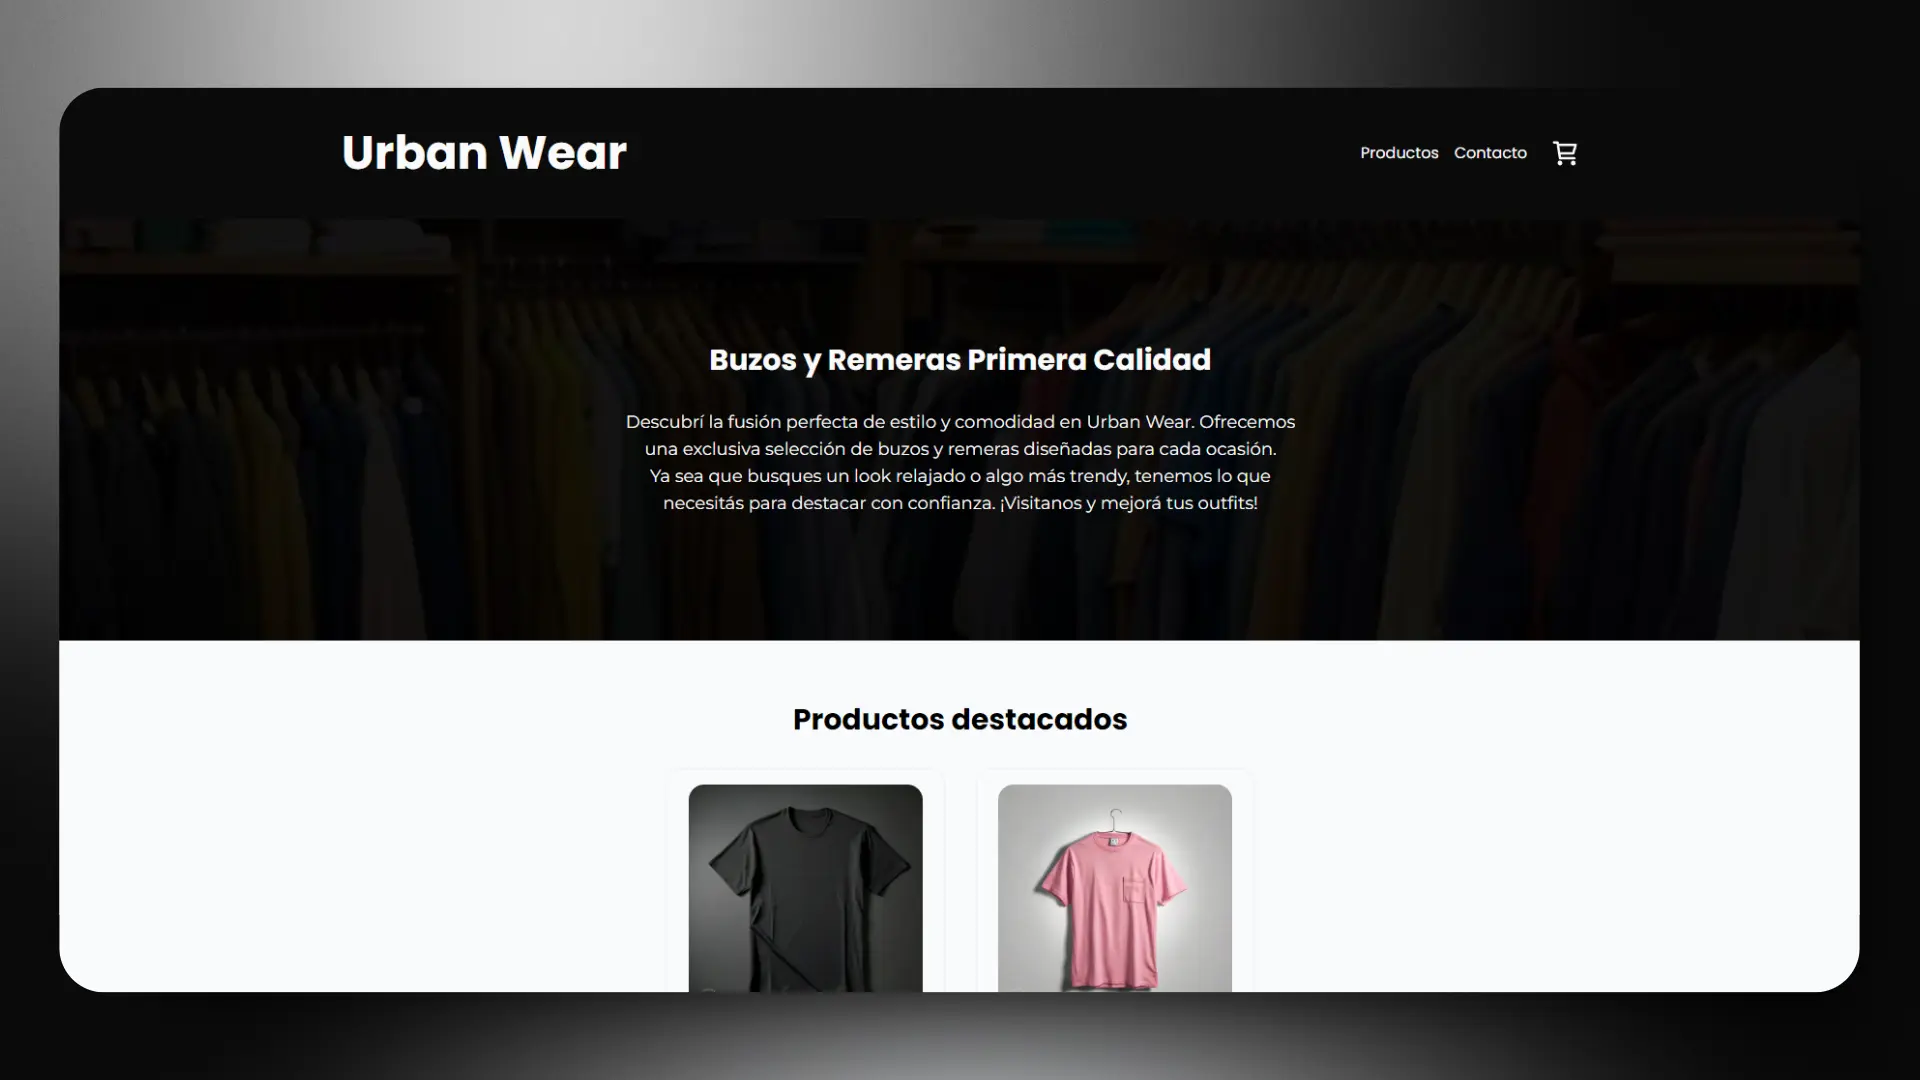 Urban Wear
Productos Contacto
Buzos y Remeras Primera Calidad
Descubrí la fusión perfecta de estilo y comodidad en Urban Wear. Ofrecemos
una exclusiva selección de buzos y remeras diseñadas para cada ocasión.
Ya sea que busques un look relajado o algo más trendy, tenemos lo que
necesitás para destacar con confianza. ¡Visitanos y mejorá tus outfits!
Productos destacados